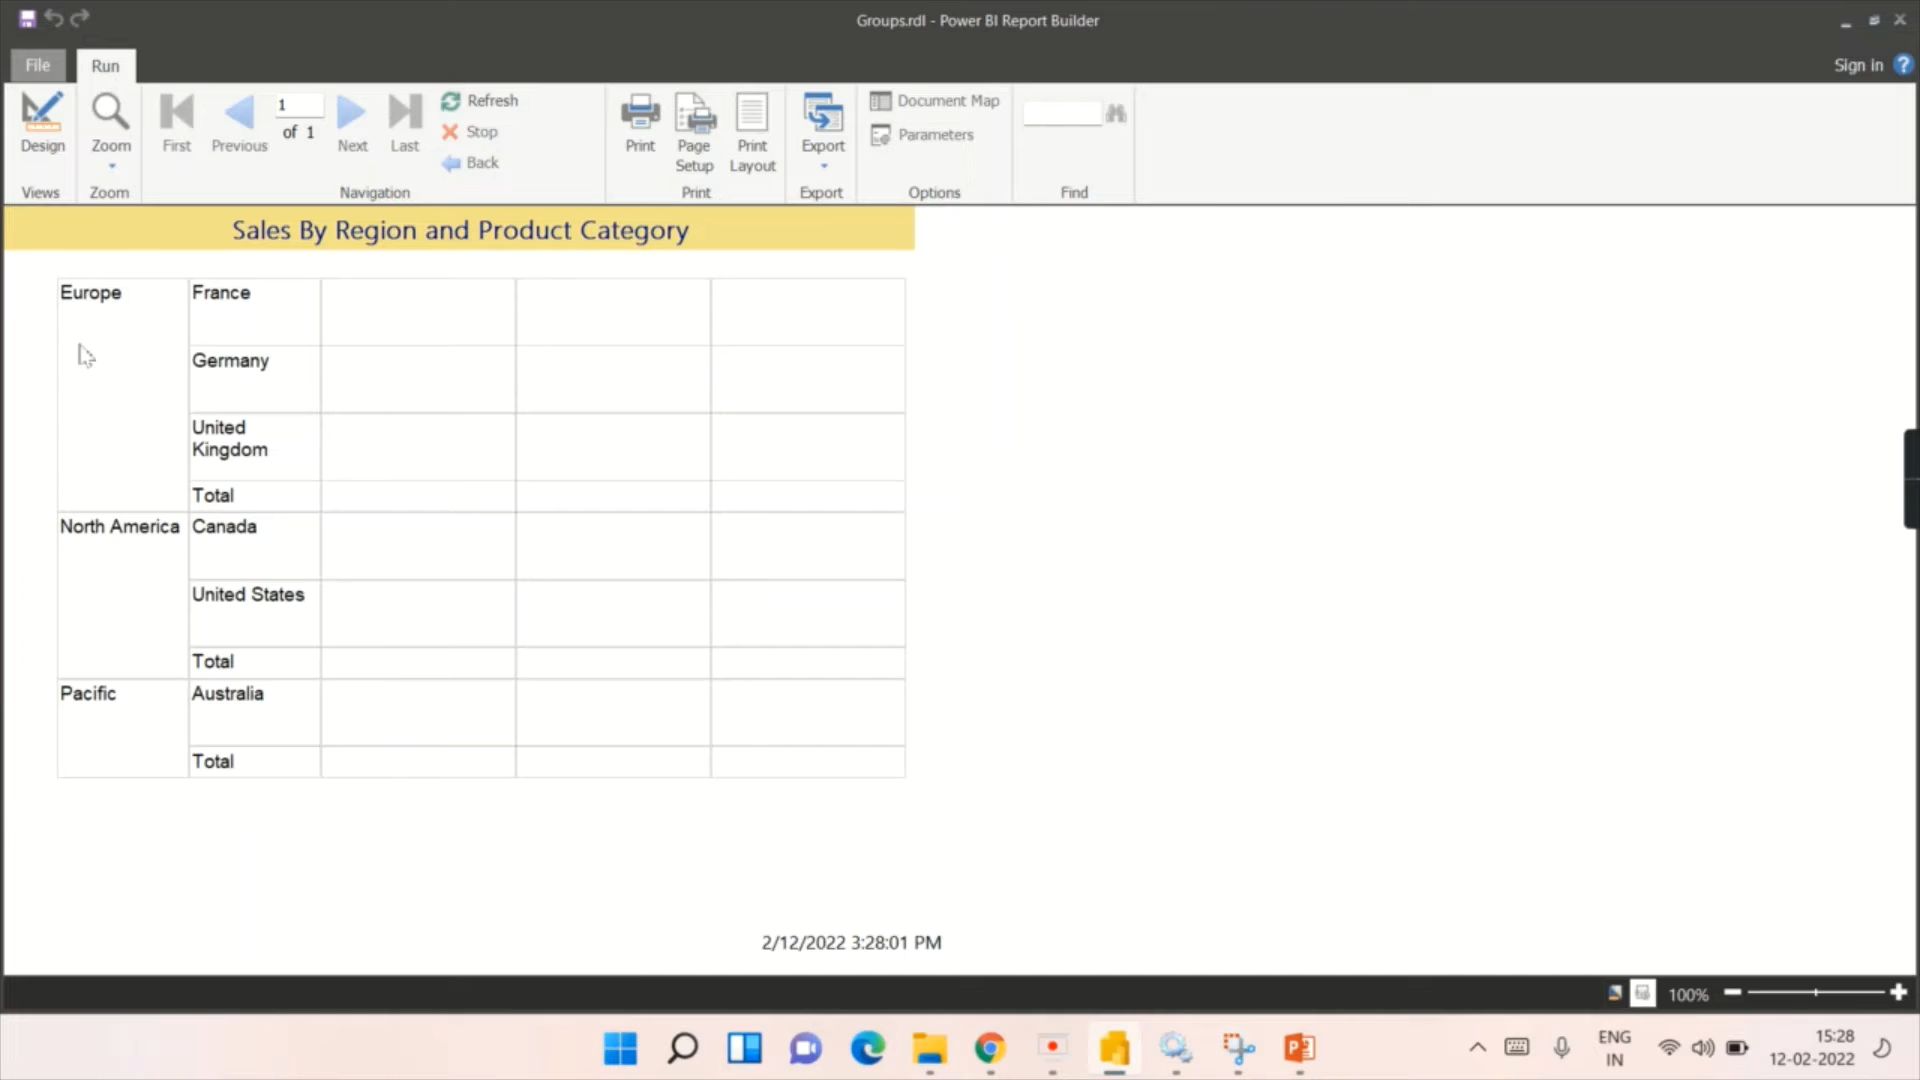 Groups.rdl - Power BI Report Builder
File
Run
Sign in
?
Design
Zoom
First
Previous
1
of 1
Next
Last
Refresh
Stop
Back
Print
Page
Setup
Print
Layout
Export
Document Map
Parameters
Views
Zoom
Navigation
Print
Export
Options
Find
Sales By Region and Product Category
Europe
France
Germany
United
Kingdom
Total
North America
Canada
United States
Total
Pacific
Australia
Total
2/12/2022 3:28:01 PM
100%
ENG
IN
15:28
12-02-2022